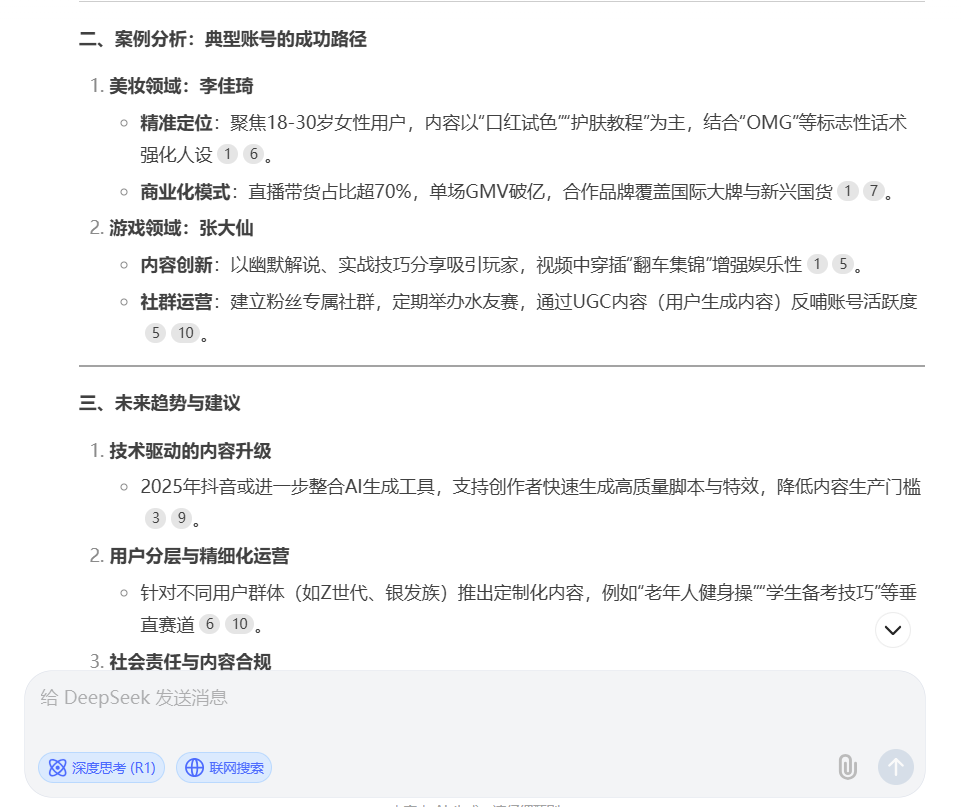 二、案例分析：典型账号的成功路径
1. 美妆领域：李佳琦
精准定位：聚焦18-30岁女性用户，内容以“口红试色”“护肤教程”为主，结合“OMG”等标志性话术
强化人设 1 6 。
商业化模式：直播带货占比超70%，单场GMV破亿，合作品牌覆盖国际大牌与新兴国货 1 7 。
2. 游戏领域：张大仙
内容创新：以幽默解说、实战技巧分享吸引玩家，视频中穿插“翻车集锦”增强娱乐性 1 5 。
社群运营：建立粉丝专属社群，定期举办水友赛，通过UGC内容（用户生成内容）反哺账号活跃度
5 10 。
三、未来趋势与建议
1. 技术驱动的内容升级
2025年抖音或进一步整合AI生成工具，支持创作者快速生成高质量脚本与特效，降低内容生产门槛
3 9 。
2. 用户分层与精细化运营
针对不同用户群体（如Z世代、银发族）推出定制化内容，例如“老年人健身操”“学生备考技巧”等垂
直赛道 6 10 。
3. 社会责任与内容合规
给 DeepSeek 发送消息
深度思考 (R1) 联网搜索